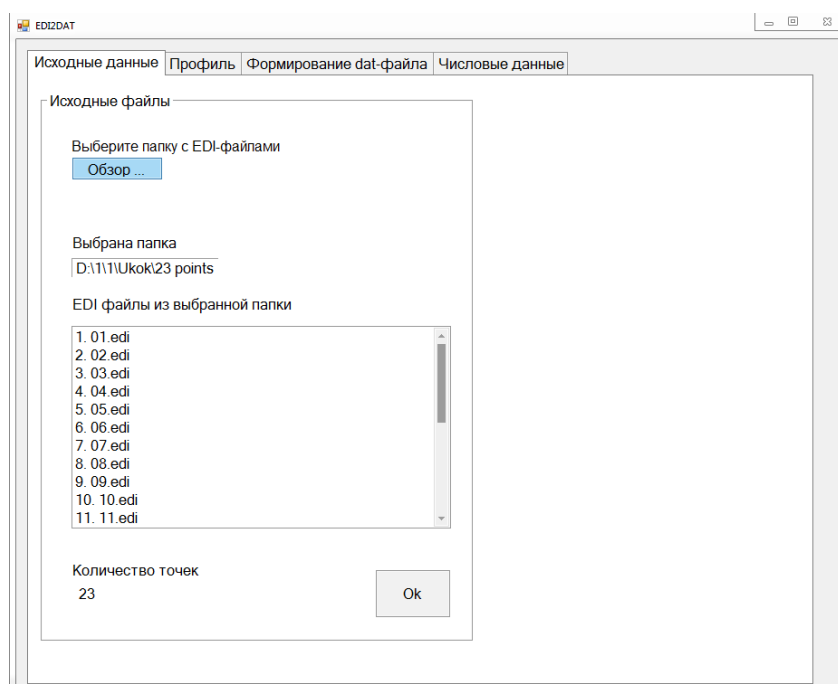 EDI2DAT
Исходные данные Профиль Формирование dat-файла Числовые данные
Исходные файлы
Выберите папку с EDI-файлами
Обзор ...
Выбрана папка
D:\1\1\Ukok\23 points
EDI файлы из выбранной папки
1. 01.edi
2. 02.edi
3. 03.edi
4. 04.edi
5. 05.edi
6. 06.edi
7. 07.edi
8. 08.edi
9. 09.edi
10. 10.edi
11. 11.edi
Количество точек
23
Ok